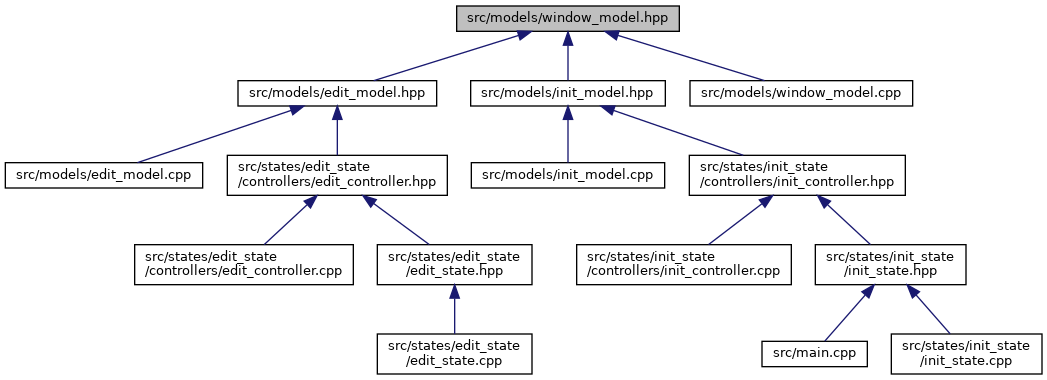 src/models/window_model.hpp
src/models/edit_model.hpp
src/models/init_model.hpp
src/models/window_model.cpp
src/models/edit_model.cpp
src/states/edit_state
/controllers/edit_controller.hpp
src/models/init_model.cpp
src/states/init_state
/controllers/init_controller.hpp
src/states/edit_state
/controllers/edit_controller.cpp
src/states/edit_state
/edit_state.hpp
src/states/init_state
/controllers/init_controller.cpp
src/states/init_state
/init_state.hpp
src/states/edit_state
/edit_state.cpp
src/main.cpp
src/states/init_state
/init_state.cpp